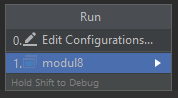 Run
0. Edit Configurations...
1. modul8
Hold Shift to Debug